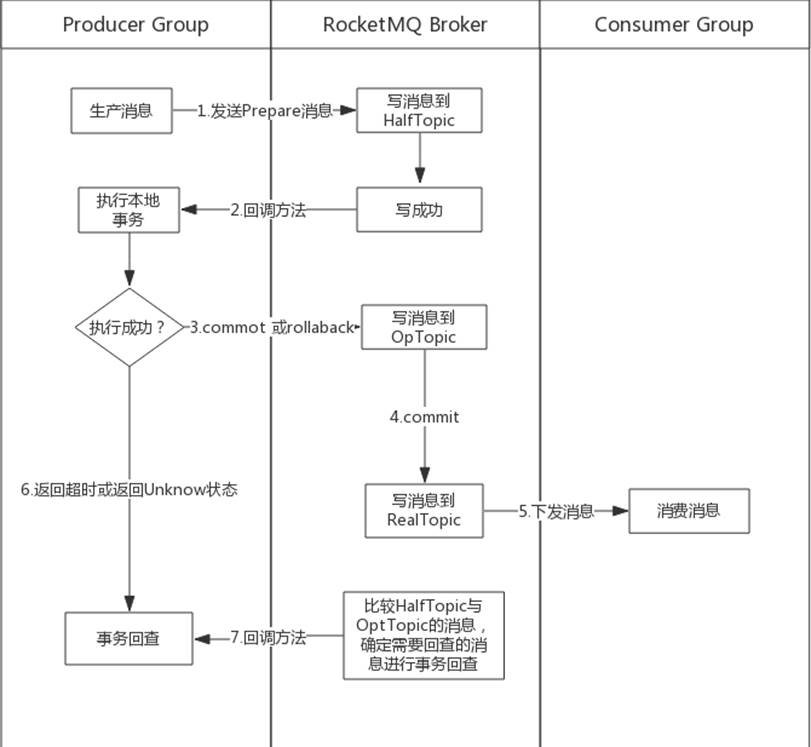 Producer Group
RocketMQ Broker
Consumer Group
生产消息
1.发送Prepare消息
写消息到
HalfTopic
执行本地
事务
2.回调方法
写成功
执行成功？
3.commot 或rollaback
写消息到
OpTopic
4.commit
6.返回超时或返回Unknow状态
写消息到
RealTopic
5.下发消息
消费消息
事务回查
7.回调方法
比较HalfTopic与
OptTopic的消息，
确定需要回查的消
息进行事务回查